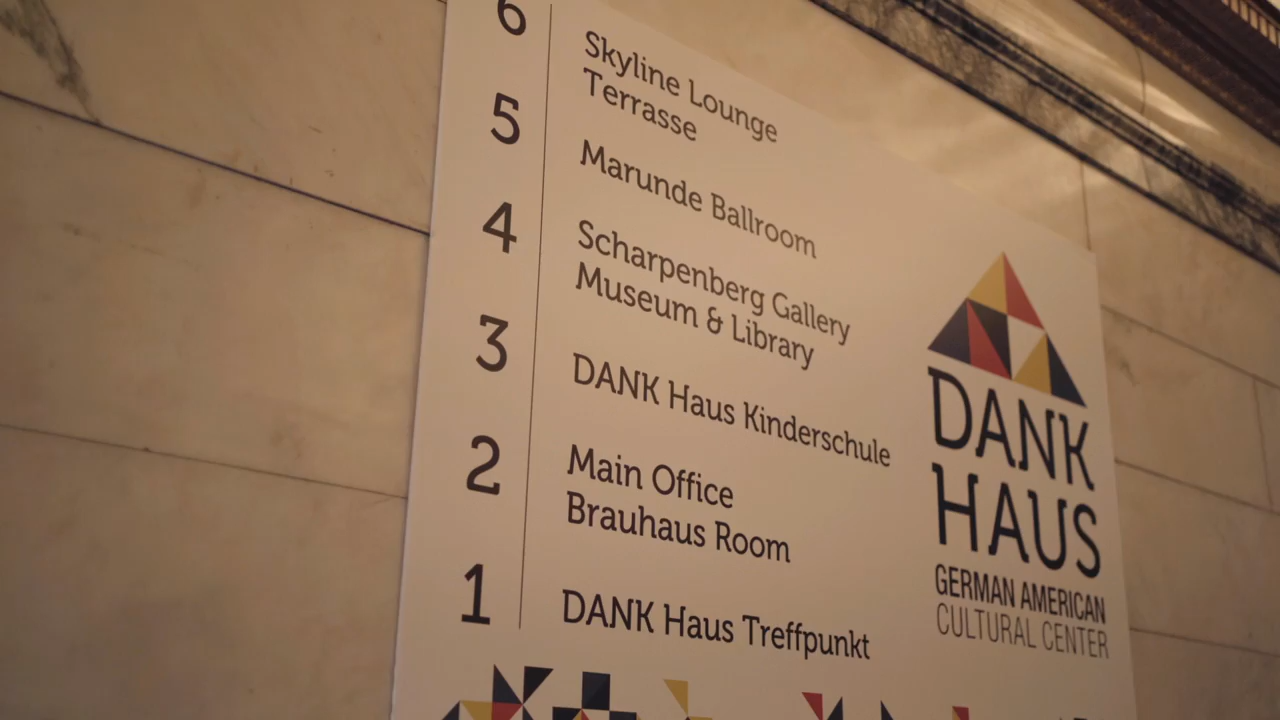 6 Skyline Lounge
Terrasse
5 Marunde Ballroom
4 Scharpenberg Gallery
Museum & Library
3 DANK Haus Kinderschule
2 Main Office
Brauhaus Room
1 DANK Haus Treffpunkt
DANK
HAUS
GERMAN AMERICAN
CULTURAL CENTER